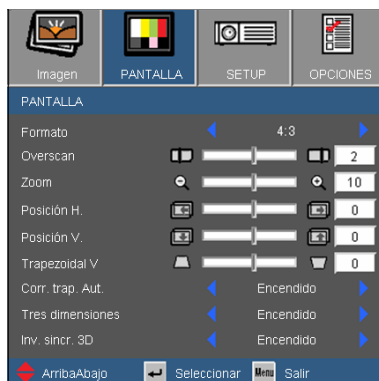 Imagen PANTALLA SETUP OPCIONES
PANTALLA
Formato 4:3
Overscan 2
Zoom 10
Posición H. 0
Posición V. 0
Trapezoidal V 0
Corr. trap. Aut. Encendido
Tres dimensiones Encendido
Inv. sincr. 3D Encendido
ArribaAbajo Seleccionar Menu Salir